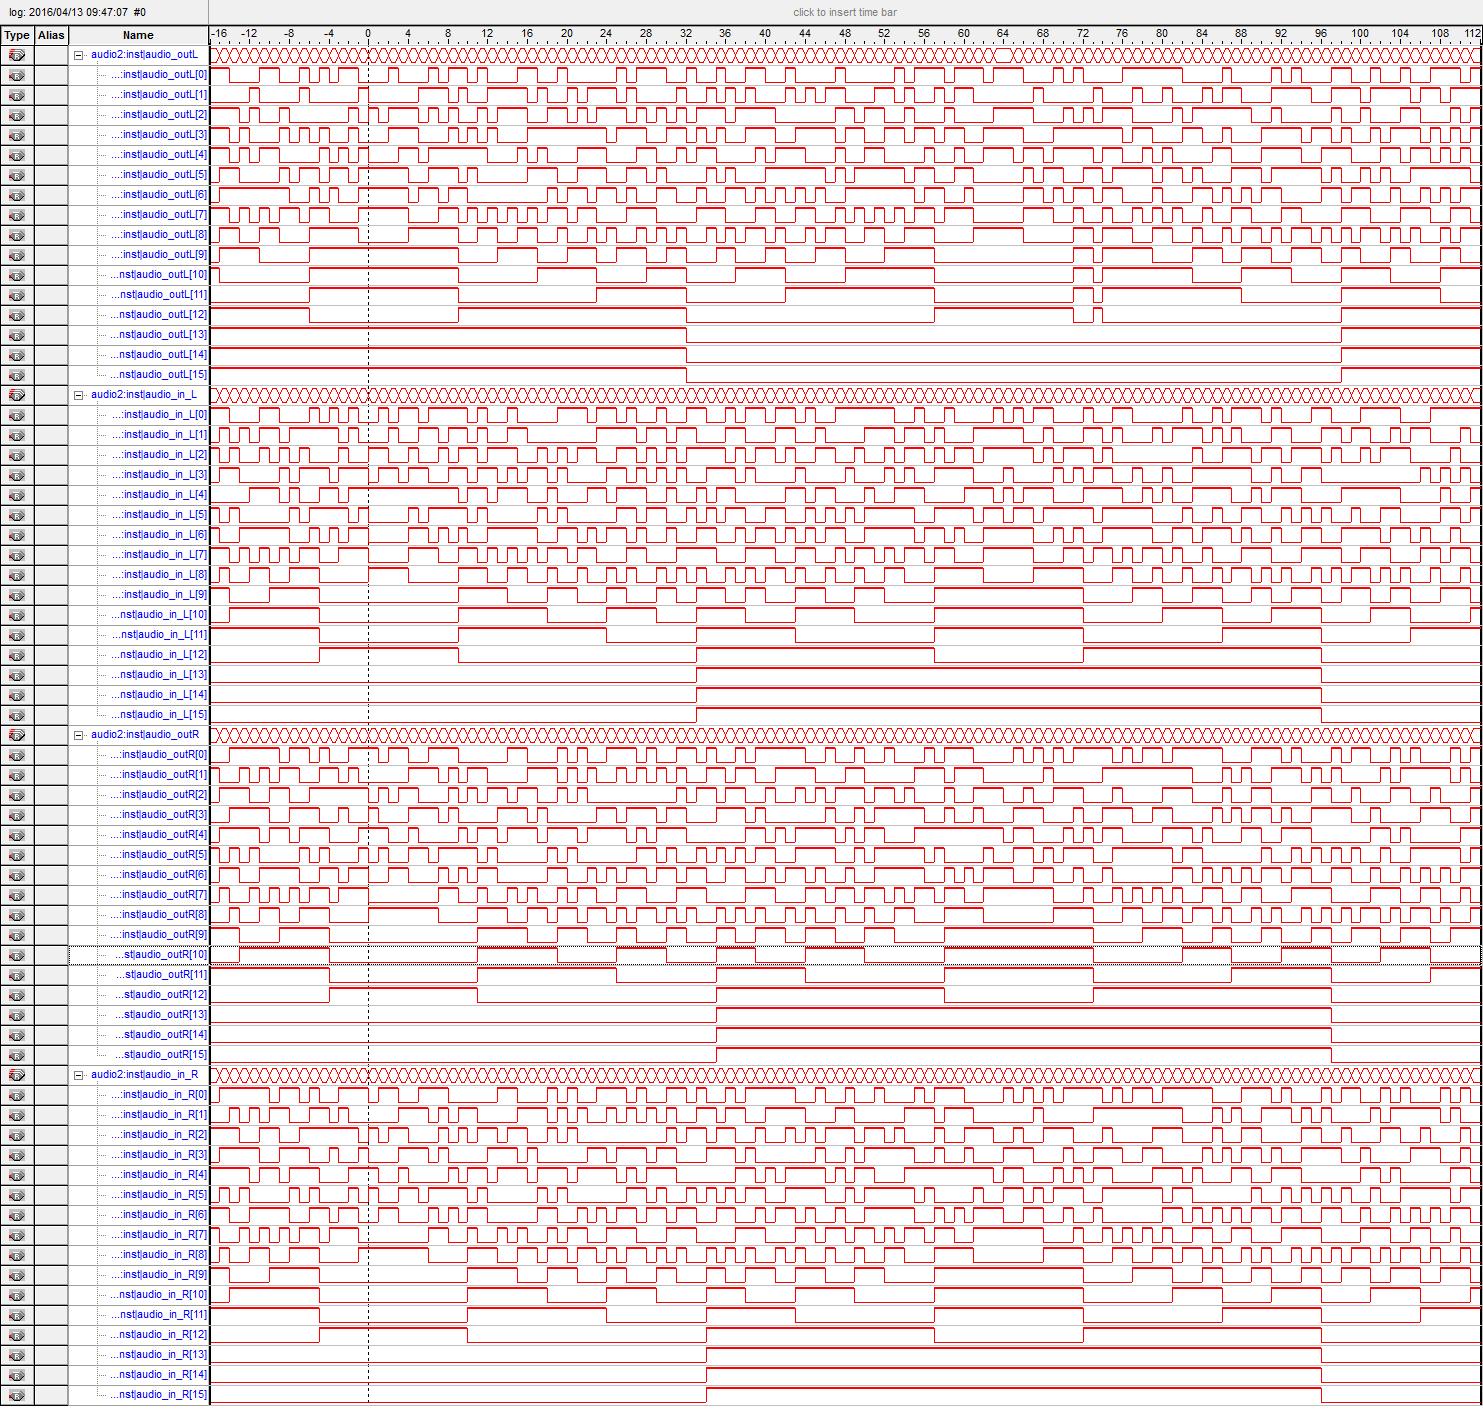 log: 2016/04/13 09:47:07 #0
click to insert time bar
Type Alias Name -16 -12 -8 -4 0 4 8 12 16 20 24 28 32 36 40 44 48 52 56 60 64 68 72 76 80 84 88 92 96 100 104 108 112
audio2:inst|audio_outL
...:inst|audio_outL[0]
...:inst|audio_outL[1]
...:inst|audio_outL[2]
...:inst|audio_outL[3]
...:inst|audio_outL[4]
...:inst|audio_outL[5]
...:inst|audio_outL[6]
...:inst|audio_outL[7]
...:inst|audio_outL[8]
...:inst|audio_outL[9]
...nst|audio_outL[10]
...nst|audio_outL[11]
...nst|audio_outL[12]
...nst|audio_outL[13]
...nst|audio_outL[14]
...nst|audio_outL[15]
audio2:inst|audio_in_L
...:inst|audio_in_L[0]
...:inst|audio_in_L[1]
...:inst|audio_in_L[2]
...:inst|audio_in_L[3]
...:inst|audio_in_L[4]
...:inst|audio_in_L[5]
...:inst|audio_in_L[6]
...:inst|audio_in_L[7]
...:inst|audio_in_L[8]
...:inst|audio_in_L[9]
...nst|audio_in_L[10]
...nst|audio_in_L[11]
...nst|audio_in_L[12]
...nst|audio_in_L[13]
...nst|audio_in_L[14]
...nst|audio_in_L[15]
audio2:inst|audio_outR
...:inst|audio_outR[0]
...:inst|audio_outR[1]
...:inst|audio_outR[2]
...:inst|audio_outR[3]
...:inst|audio_outR[4]
...:inst|audio_outR[5]
...:inst|audio_outR[6]
...:inst|audio_outR[7]
...:inst|audio_outR[8]
...:inst|audio_outR[9]
...st|audio_outR[10]
...st|audio_outR[11]
...st|audio_outR[12]
...st|audio_outR[13]
...st|audio_outR[14]
...st|audio_outR[15]
audio2:inst|audio_in_R
...:inst|audio_in_R[0]
...:inst|audio_in_R[1]
...:inst|audio_in_R[2]
...:inst|audio_in_R[3]
...:inst|audio_in_R[4]
...:inst|audio_in_R[5]
...:inst|audio_in_R[6]
...:inst|audio_in_R[7]
...:inst|audio_in_R[8]
...:inst|audio_in_R[9]
...nst|audio_in_R[10]
...nst|audio_in_R[11]
...nst|audio_in_R[12]
...nst|audio_in_R[13]
...nst|audio_in_R[14]
...nst|audio_in_R[15]